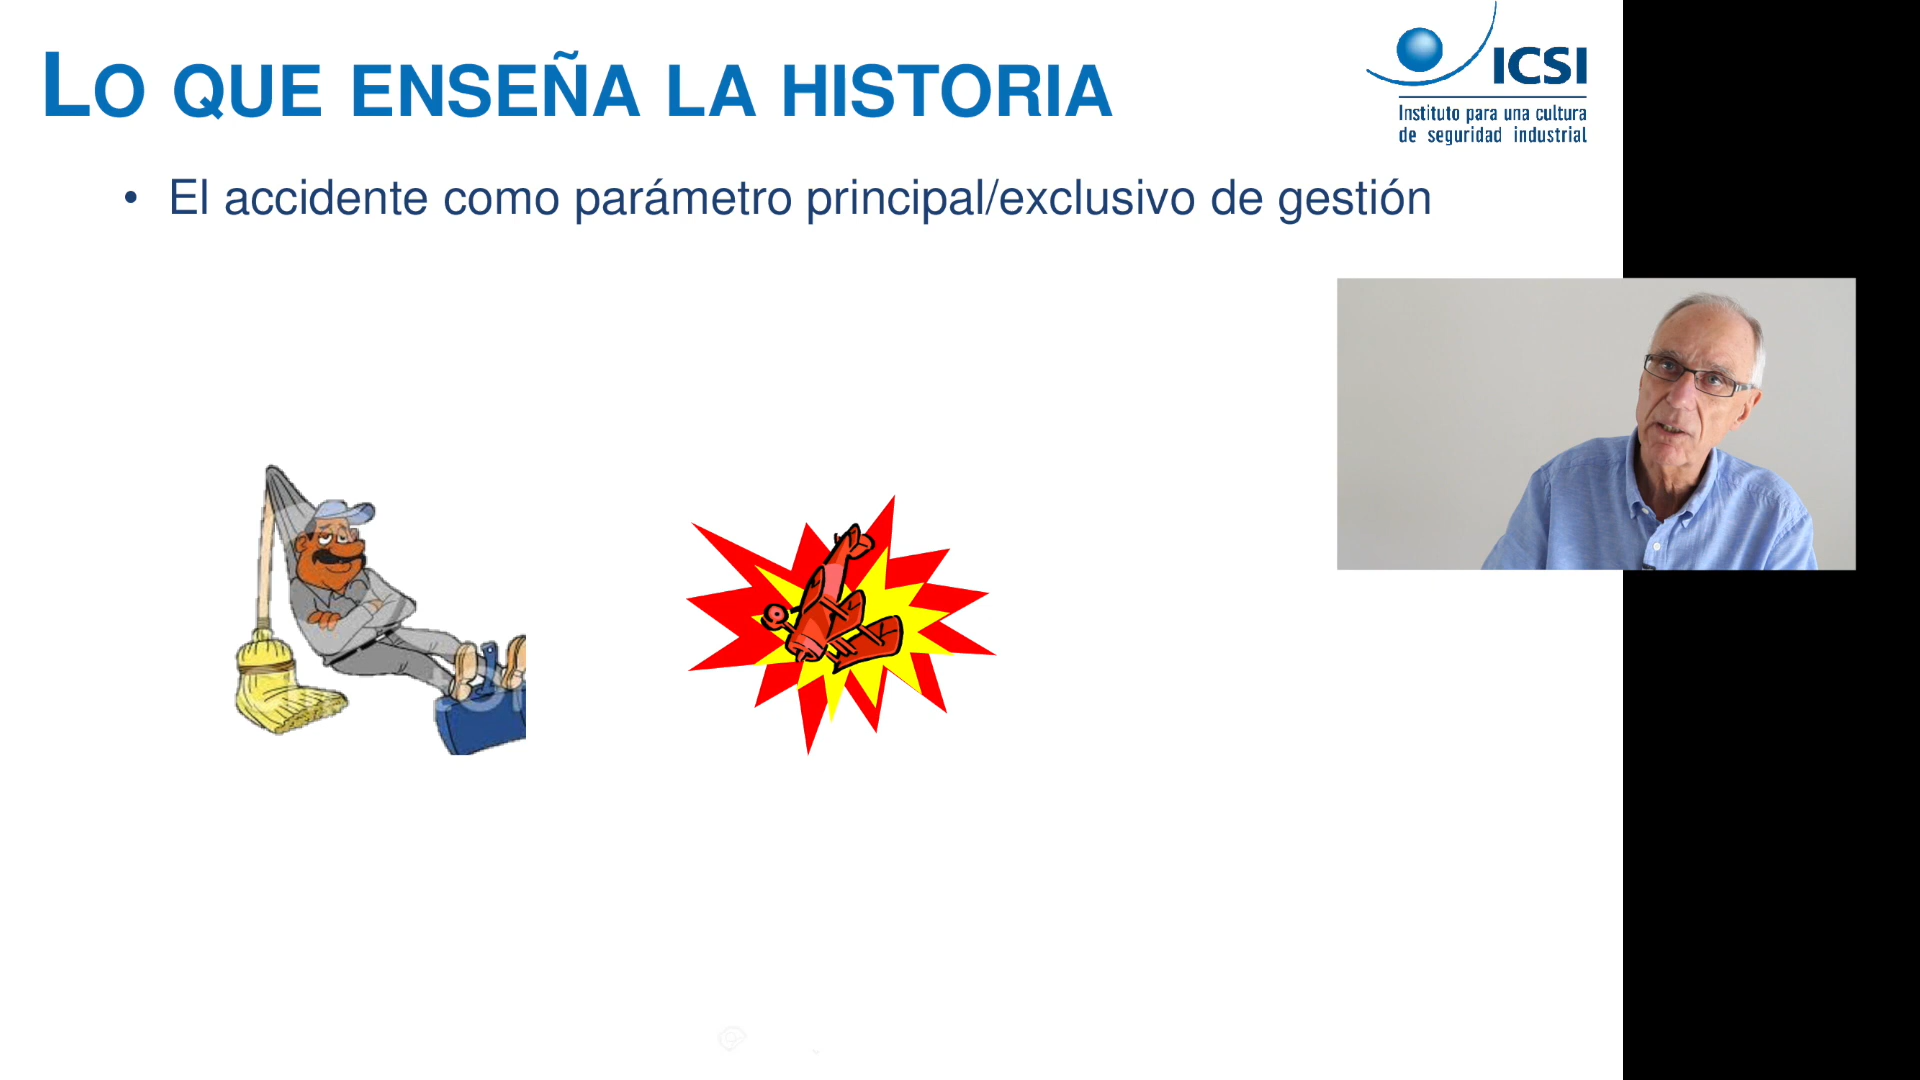 LO QUE ENSEÑA LA HISTORIA
ICSI
Instituto para una cultura
de seguridad industrial
• El accidente como parámetro principal/exclusivo de gestión